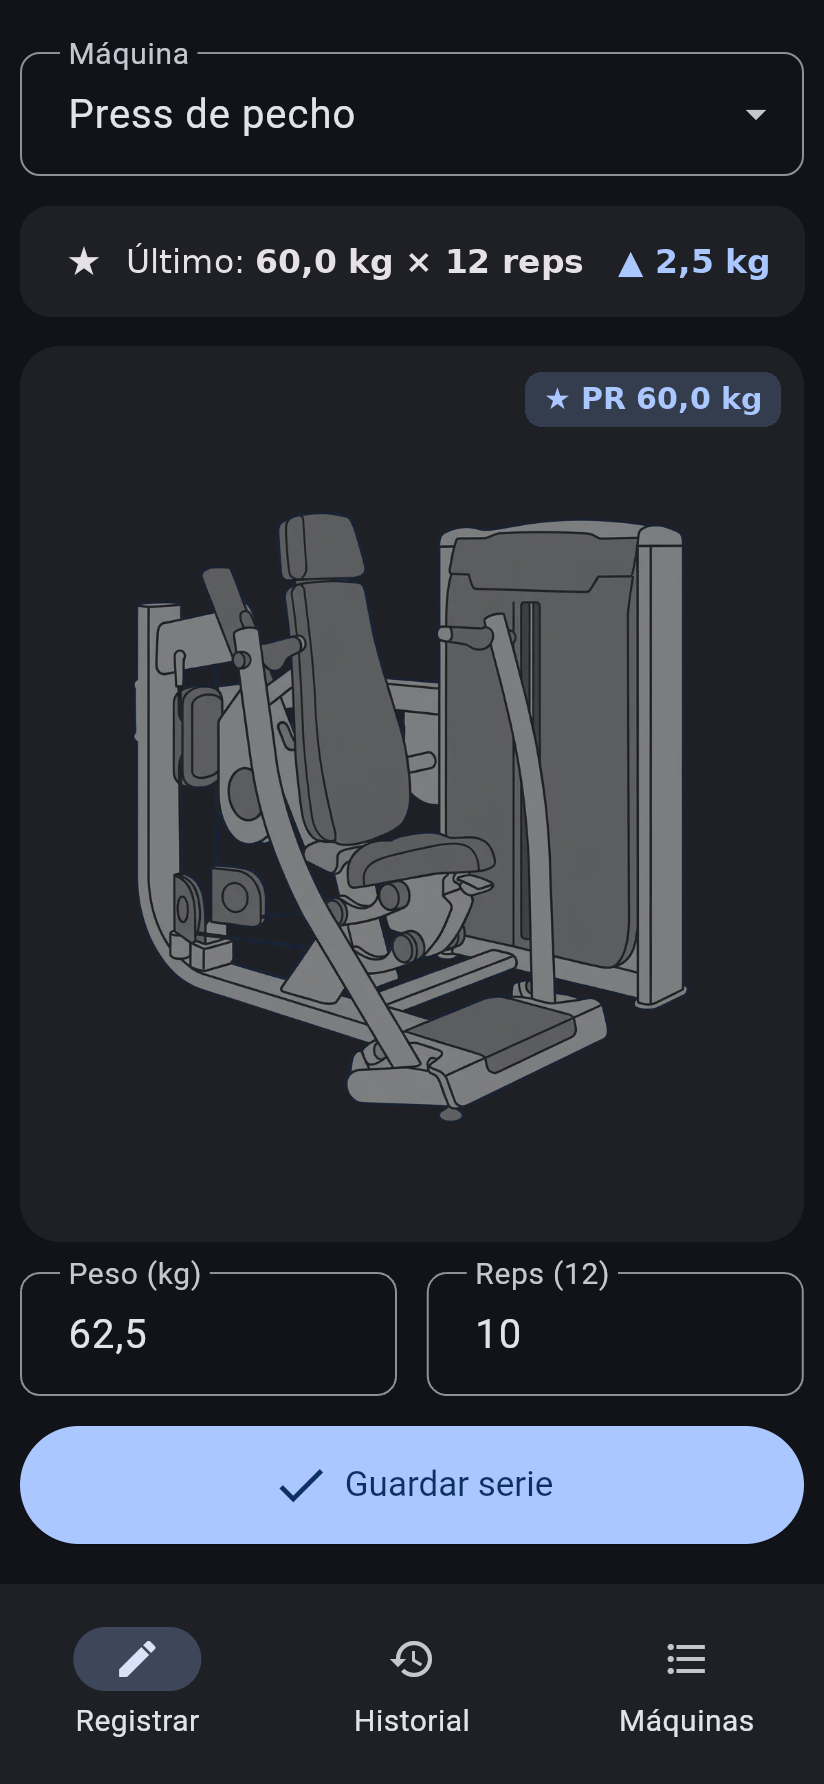 Máquina
Press de pecho
★ Último: 60,0 kg × 12 reps ▲ 2,5 kg
★ PR 60,0 kg
Peso (kg) Reps (12)
62,5 10
Guardar serie
Registrar Historial Máquinas